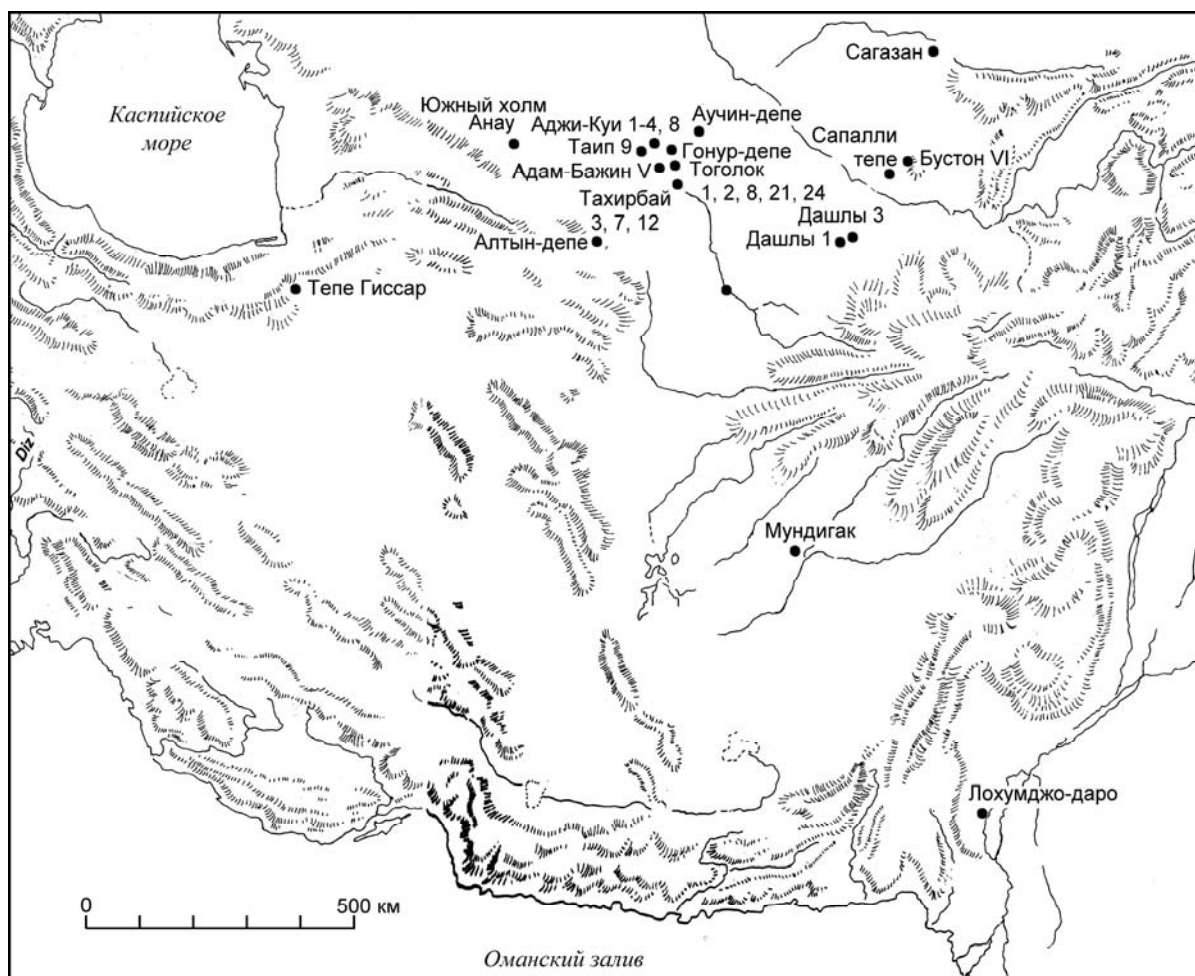 Сагазан
Каспийское
море
Южный холм
Анау
Аджи-Куи 1-4, 8
Аучин-депе
Таип 9
Гонур-депе
Сапалли
тепе
Бустон VI
Адам-Бажин V
Тоголок
1, 2, 8, 21, 24
Тахирбай
3, 7, 12
Дашлы 3
Дашлы 1
Алтын-депе
Тепе Гиссар
Diz
Мундигак
Лохумджо-даро
0
500 км
Оманский залив